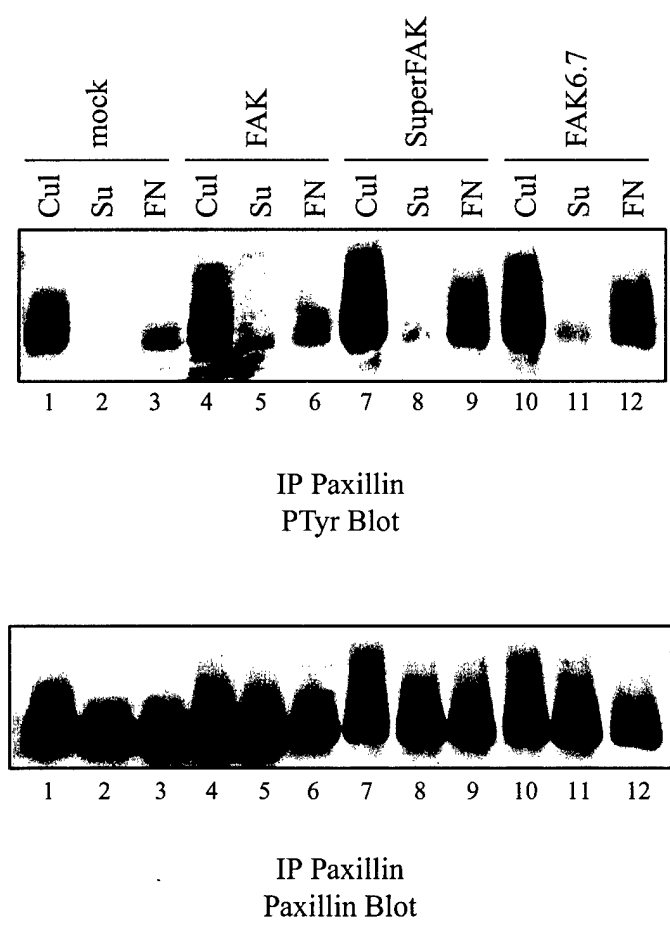 mock FAK SuperFAK FAK6.7
Cul Su FN Cul Su FN Cul Su FN Cul Su FN
1 2 3 4 5 6 7 8 9 10 11 12
IP Paxillin
PTyr Blot
1 2 3 4 5 6 7 8 9 10 11 12
IP Paxillin
Paxillin Blot